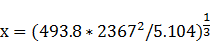 x = (493.8 * 2367²/5.104)^{1/3}